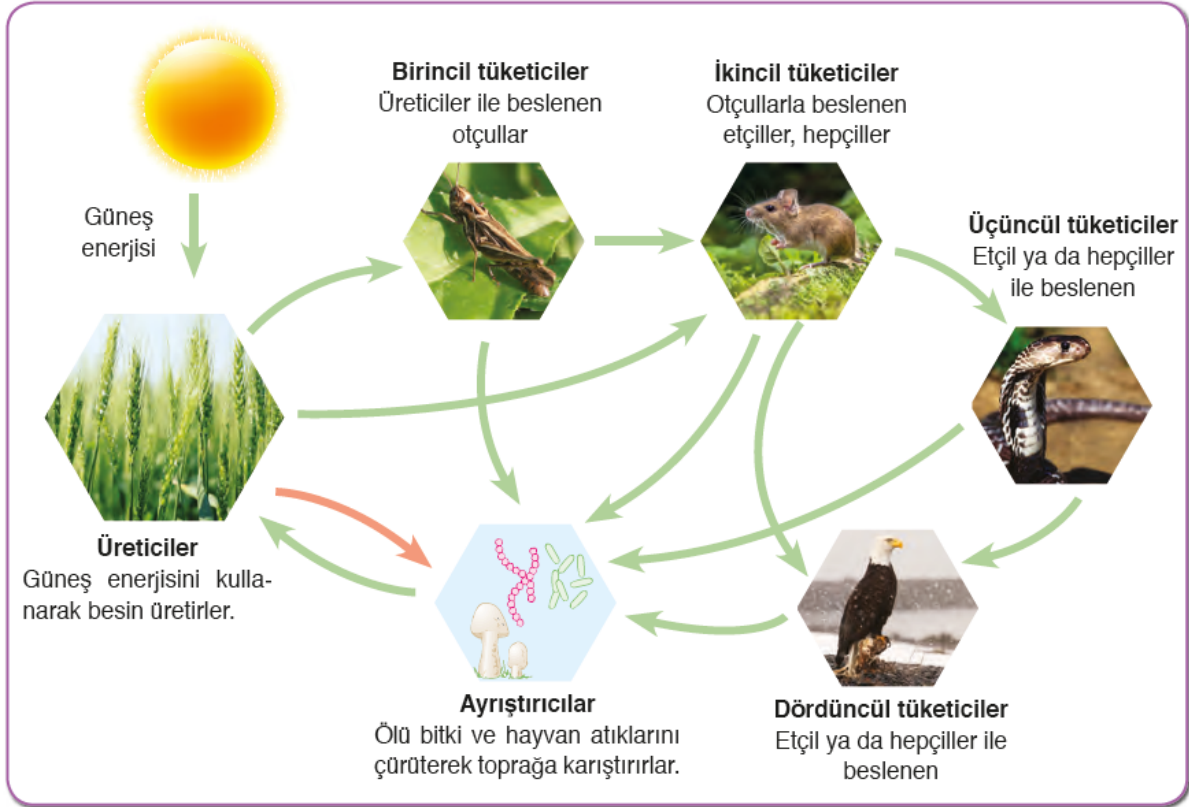 Güneş
enerjisi
Birincil tüketiciler
Üreticiler ile beslenen
otçullar
İkincil tüketiciler
Otçullarla beslenen
etçiller, hepçiller
Üçüncül tüketiciler
Etçil ya da hepçiller
ile beslenen
Üreticiler
Güneş enerjisini kulla-
narak besin üretirler.
Ayrıştırıcılar
Ölü bitki ve hayvan atıklarını
çürüterek toprağa karıştırırlar.
Dördüncül tüketiciler
Etçil ya da hepçiller ile
beslenen